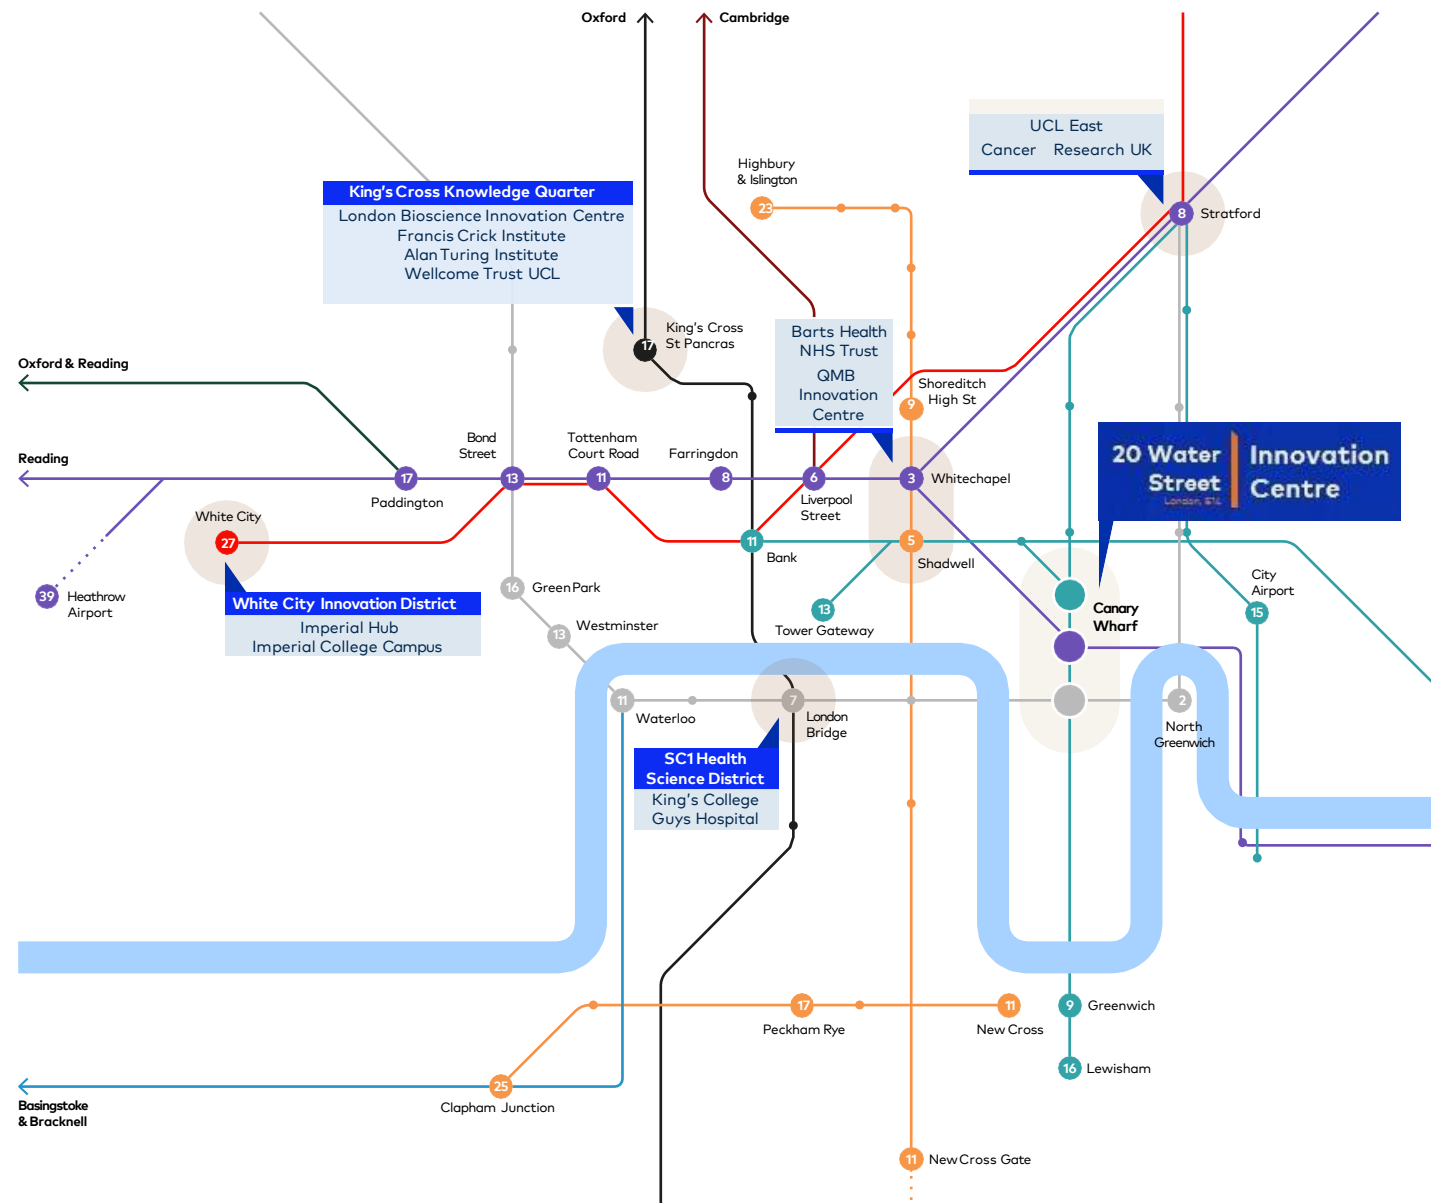 Oxford
Cambridge
UCL East
Cancer Research UK
Highbury
& Islington
23
8
Stratford
King's Cross Knowledge Quarter
London Bioscience Innovation Centre
Francis Crick Institute
Alan Turing Institute
Wellcome Trust UCL
King's Cross
St Pancras
17
Barts Health
NHS Trust
QMB
Innovation
Centre
Oxford & Reading
Shoreditch
High St
9
Reading
Bond
Street
Tottenham
Court Road
Farringdon
17
13
11
8
6
3
Whitechapel
Paddington
Liverpool
Street
20 Water
Street
London, E14
Innovation
Centre
White City
27
11
Bank
5
Shadwell
39
Heathrow
Airport
White City Innovation District
Imperial Hub
Imperial College Campus
16
Green Park
13
Westminster
13
Tower Gateway
Canary
Wharf
City
Airport
15
11
Waterloo
7
London
Bridge
2
North
Greenwich
SC1 Health
Science District
King's College
Guys Hospital
17
Peckham Rye
11
New Cross
9
Greenwich
16
Lewisham
25
Clapham Junction
Basingstoke
& Bracknell
11
New Cross Gate